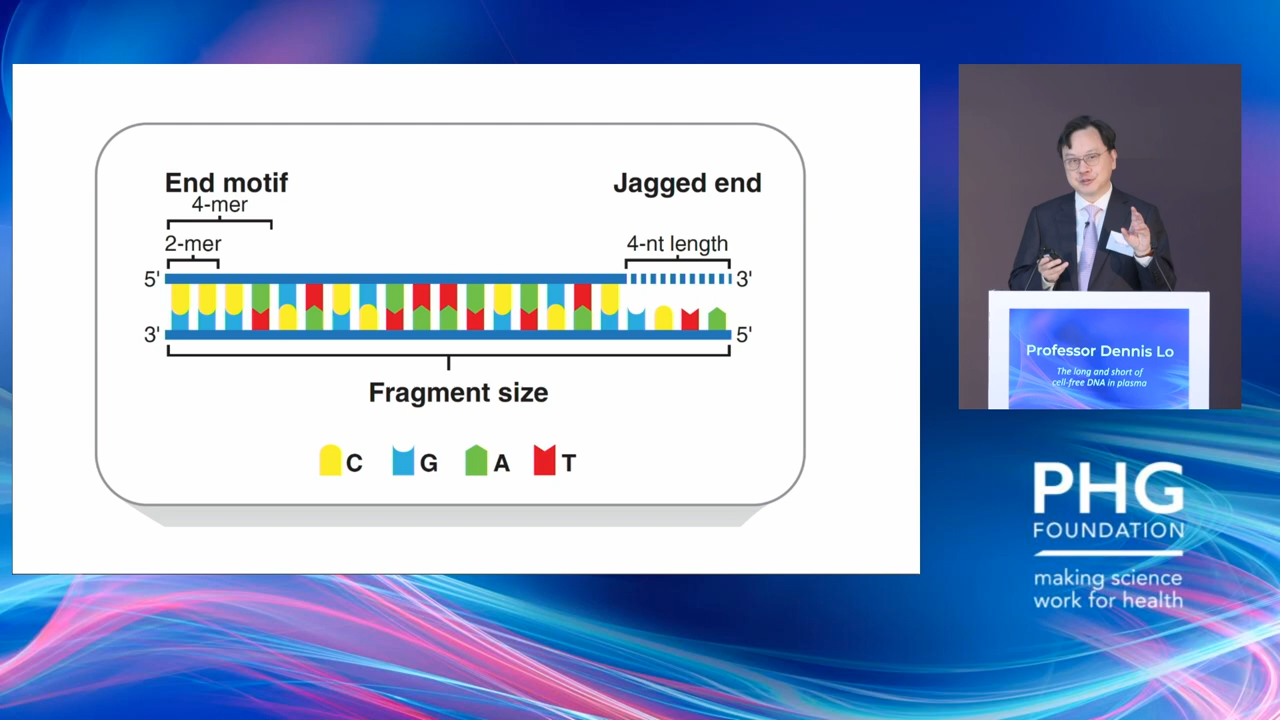 End motif
4-mer
2-mer
Jagged end
4-nt length
5'
3'
3'
5'
Fragment size
C G A T
Professor Dennis Lo
The long and short of
cell-free DNA in plasma
PHG
FOUNDATION
making science
work for health